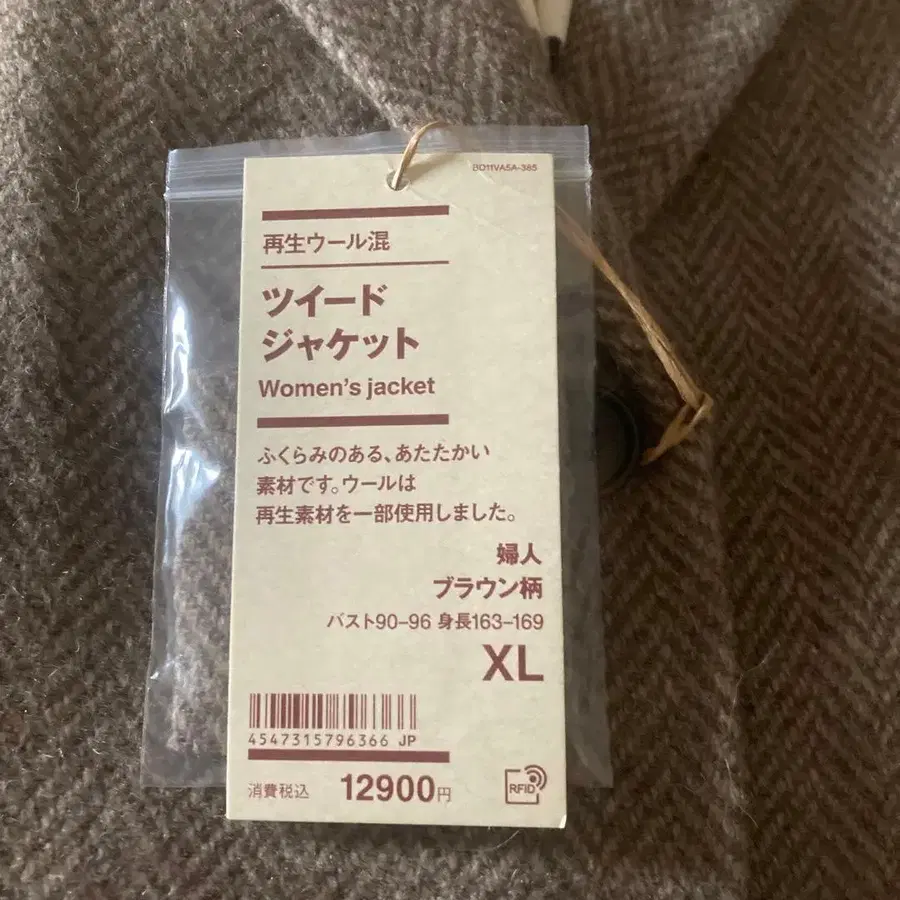 BD11VA5A-385
再生ウール混
ツイード
ジャケット
Women's jacket
ふくらみのある、あたたかい
素材です。ウールは
再生素材を一部使用しました。
婦人
ブラウン柄
バスト90-96 身長163-169
XL
4547315796366 JP
消費税込 12900円
RFID